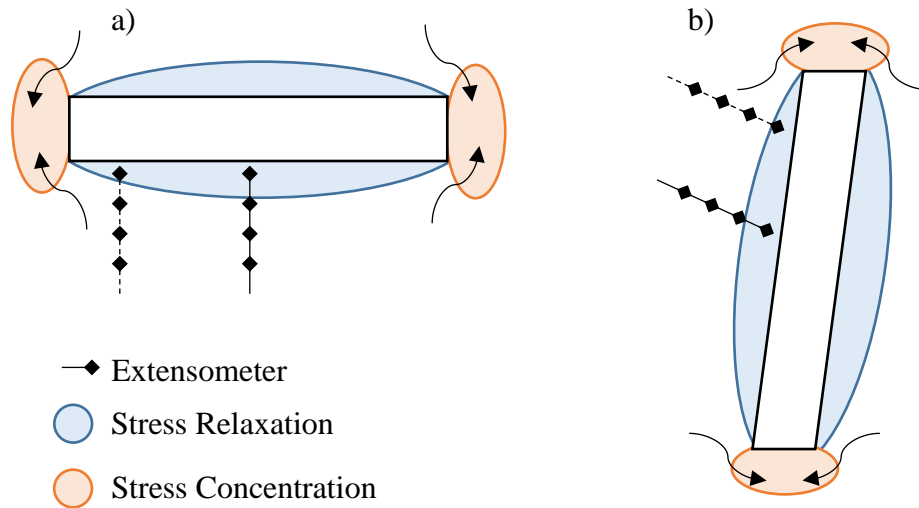 a)
b)
Extensometer
Stress Relaxation
Stress Concentration